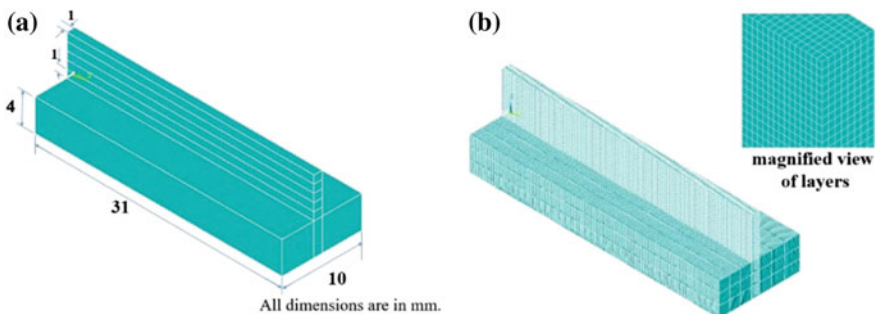 (a)
1
1
4
31
10
All dimensions are in mm.
(b)
magnified view
of layers